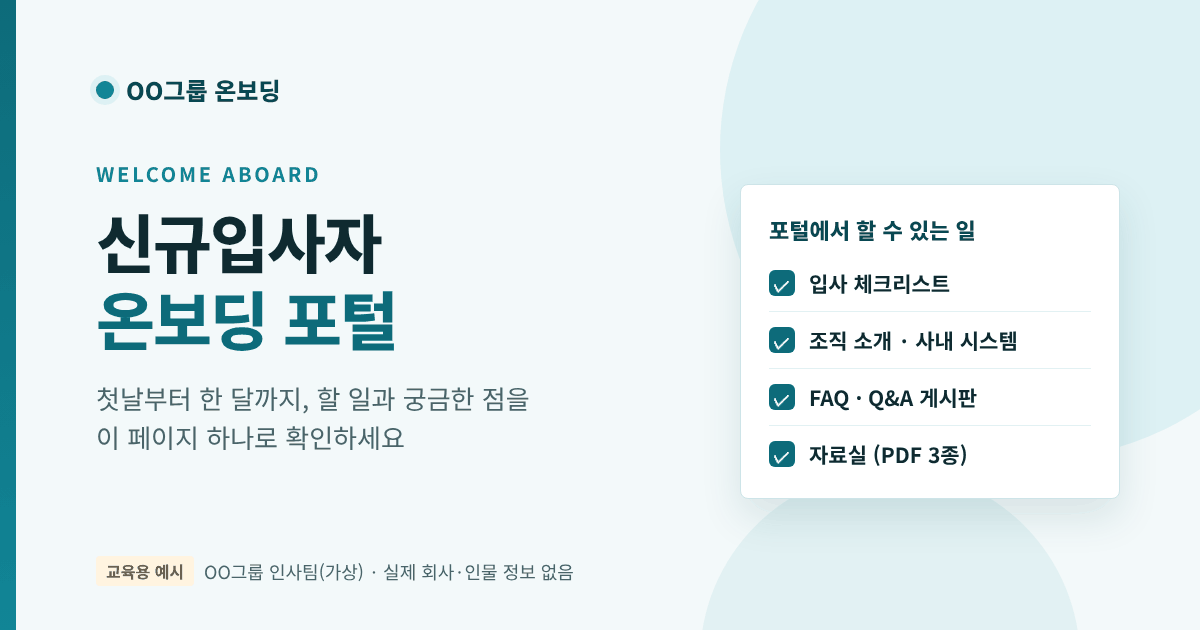 OO그룹 온보딩
WELCOME ABOARD
신규입사자
온보딩 포털
첫날부터 한 달까지, 할 일과 궁금한 점을
이 페이지 하나로 확인하세요
교육용 예시 OO그룹 인사팀(가상) · 실제 회사·인물 정보 없음
포털에서 할 수 있는 일
입사 체크리스트
조직 소개 · 사내 시스템
FAQ · Q&A 게시판
자료실 (PDF 3종)